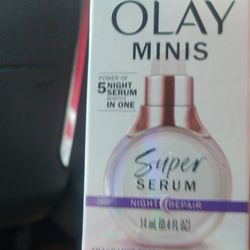 OLAY
MINIS
POWER OF
5 NIGHT
SERUM
IN ONE
Super
SERUM
NIGHT REPAIR
14 mL (0.4 FL OZ)